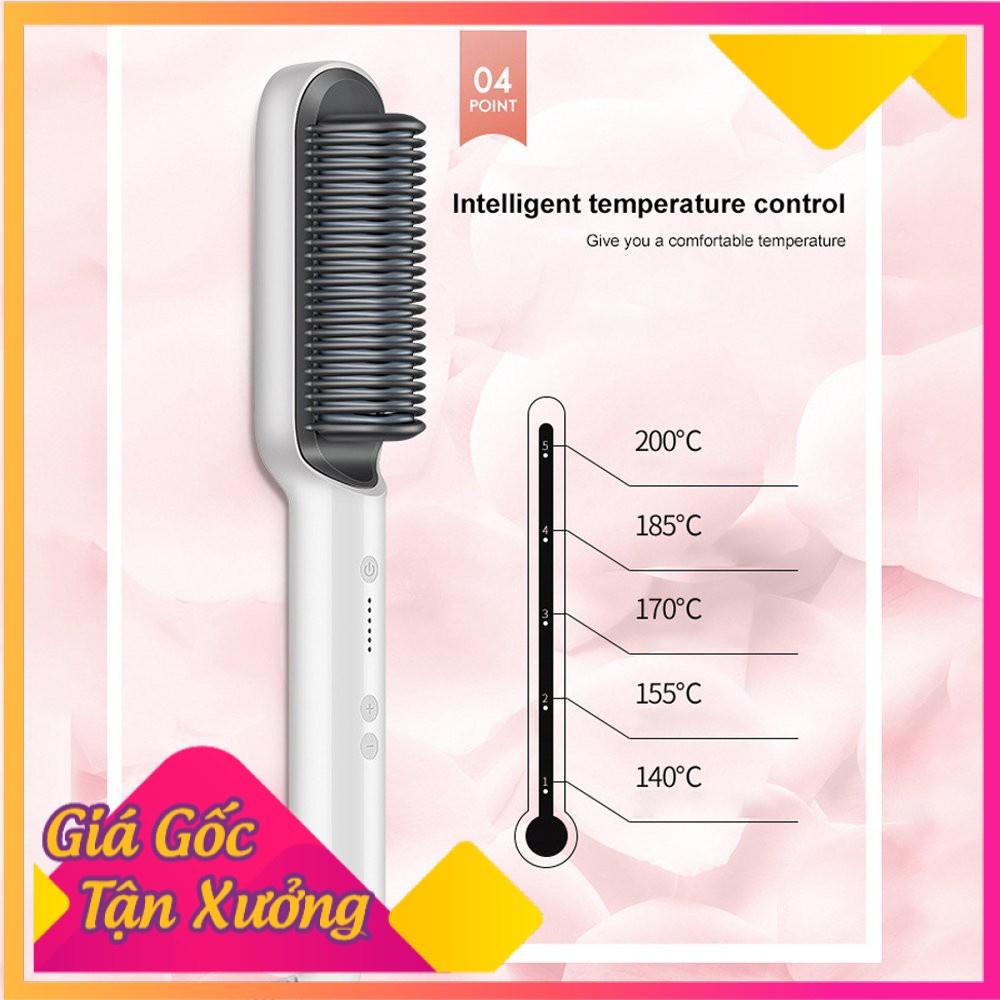 04
POINT
Intelligent temperature control
Give you a comfortable temperature
5
200°C
4
185°C
3
170°C
2
155°C
1
140°C
+
−
Giá Gốc
Tận Xưởng